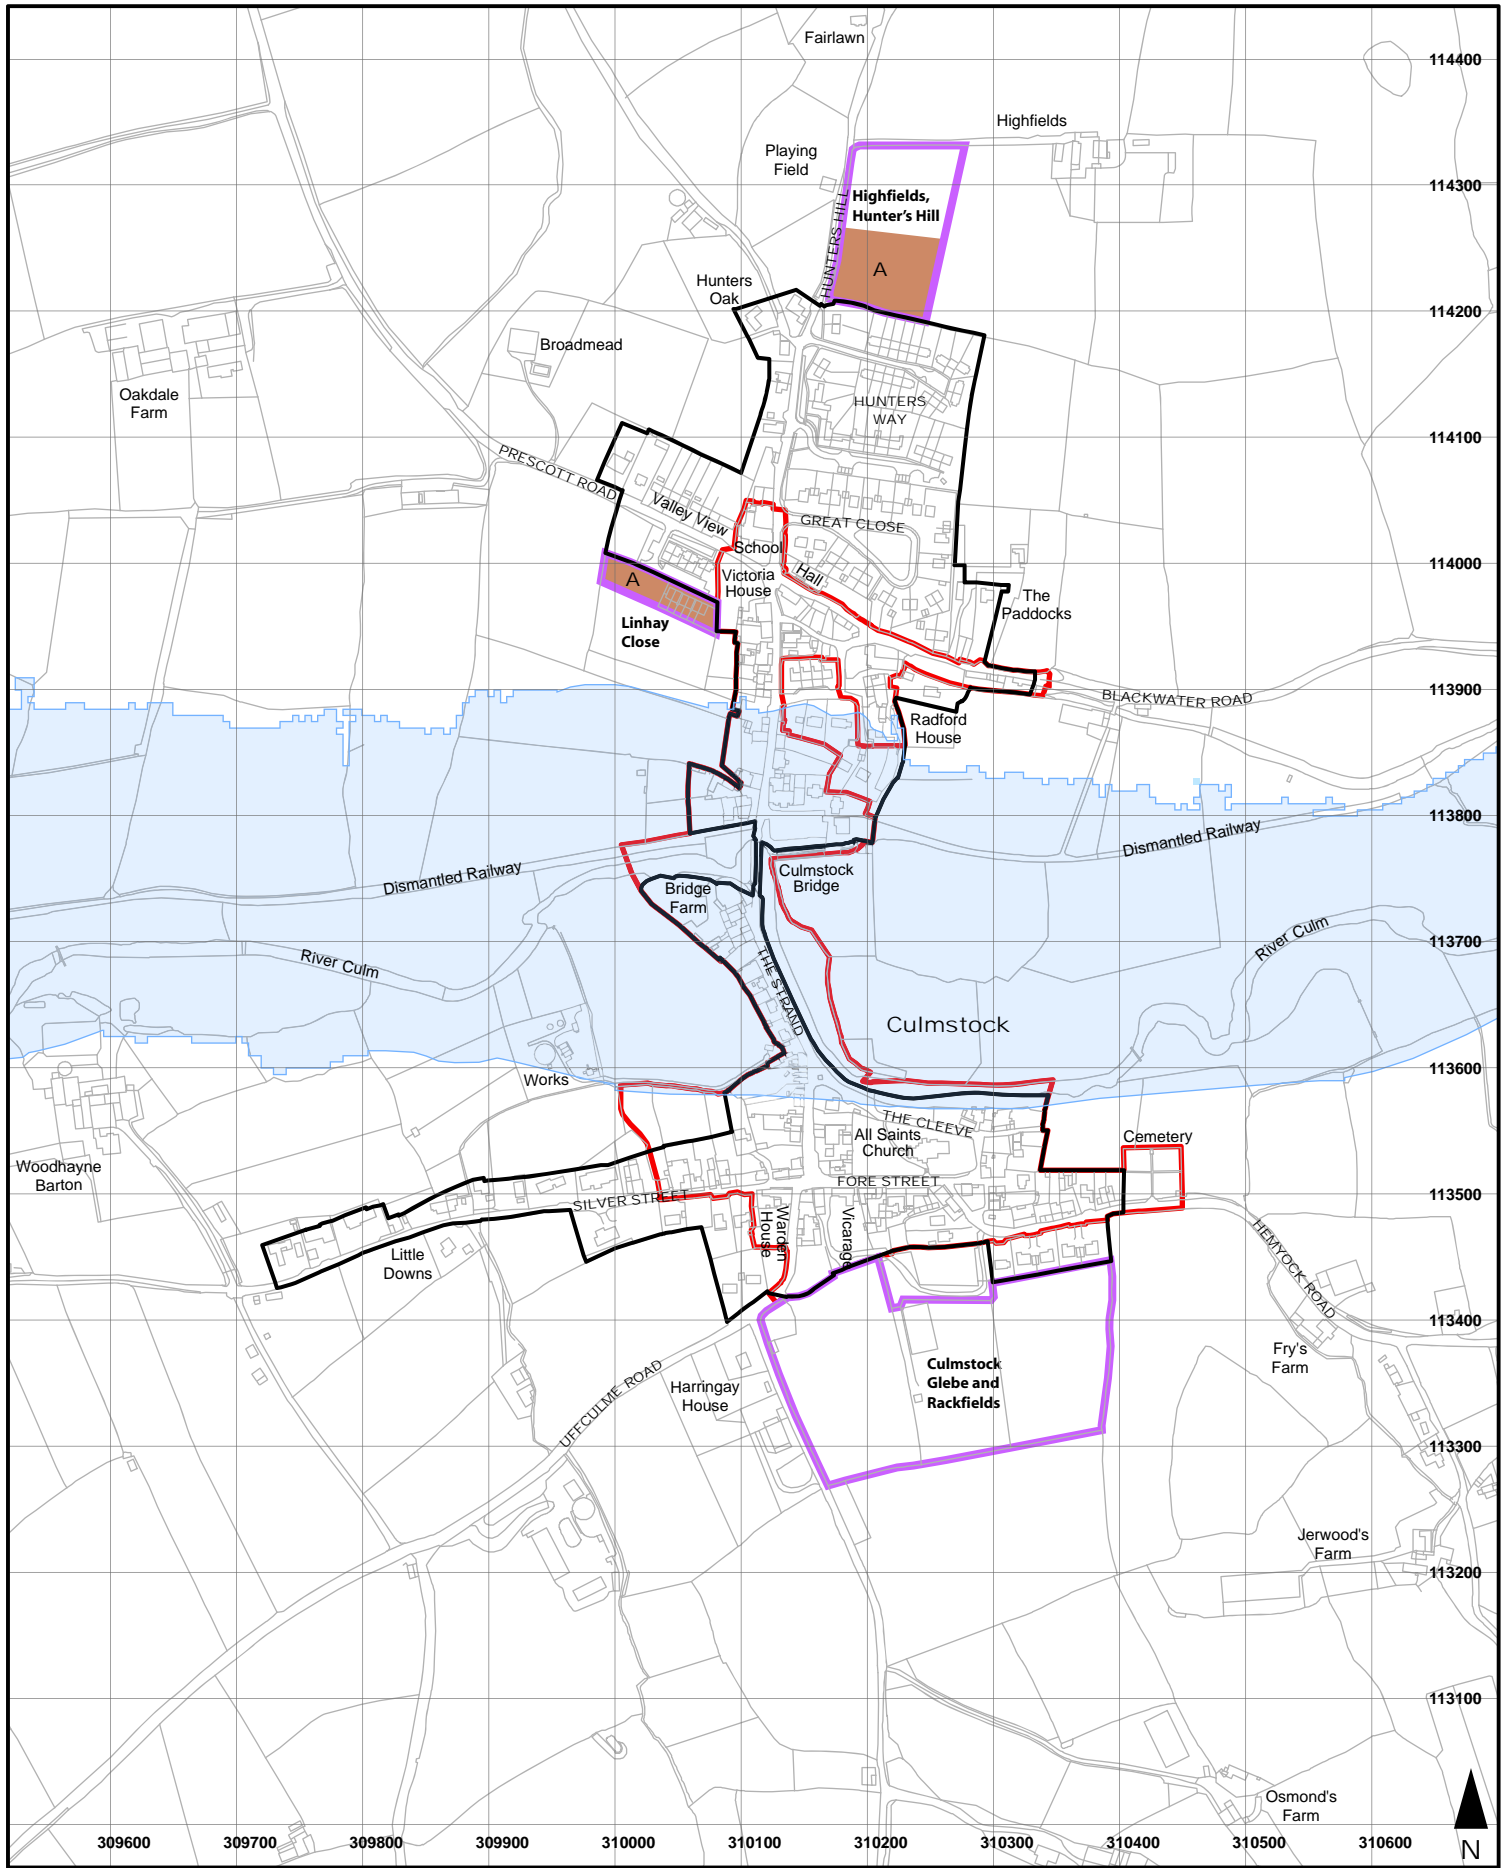 Fairlawn
114400
Highfields
Playing
Field
114300
Highfields,
Hunter's Hill
HUNTERS HILL
A
Hunters
Oak
114200
Broadmead
Oakdale
Farm
HUNTERS
WAY
114100
PRESCOTT ROAD
Valley View
GREAT CLOSE
School
Hall
114000
A
Victoria
House
The
Paddocks
Linhay
Close
113900
BLACKWATER ROAD
Radford
House
113800
Dismantled Railway
Dismantled Railway
Culmstock
Bridge
Bridge
Farm
River Culm
River Culm
113700
THE STRAND
Culmstock
113600
Works
THE CLEEVE
All Saints
Church
Cemetery
Woodhayne
Barton
FORE STREET
SILVER STREET
113500
Warden
House
Vicarage
HEMYOCK ROAD
Little
Downs
113400
Fry's
Farm
Culmstock
Glebe and
Rackfields
UFFCULME ROAD
Harringay
House
113300
Jerwood's
Farm
113200
113100
Osmond's
Farm
309600
309700
309800
309900
310000
310100
310200
310300
310400
310500
310600
N